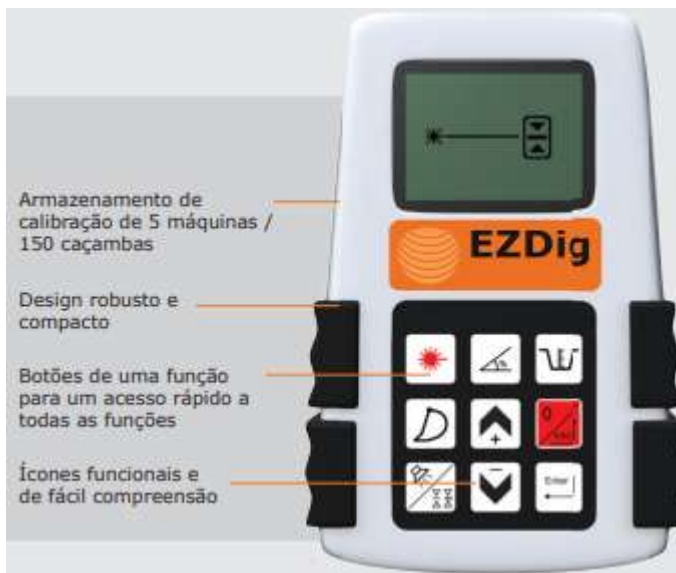 Armazenamento de
calibração de 5 máquinas /
150 caçambas
EZDig
Design robusto e
compacto
Botões de uma função
para um acesso rápido a
todas as funções
Ícones funcionais e
de fácil compreensão
%
+
0
−
Enter